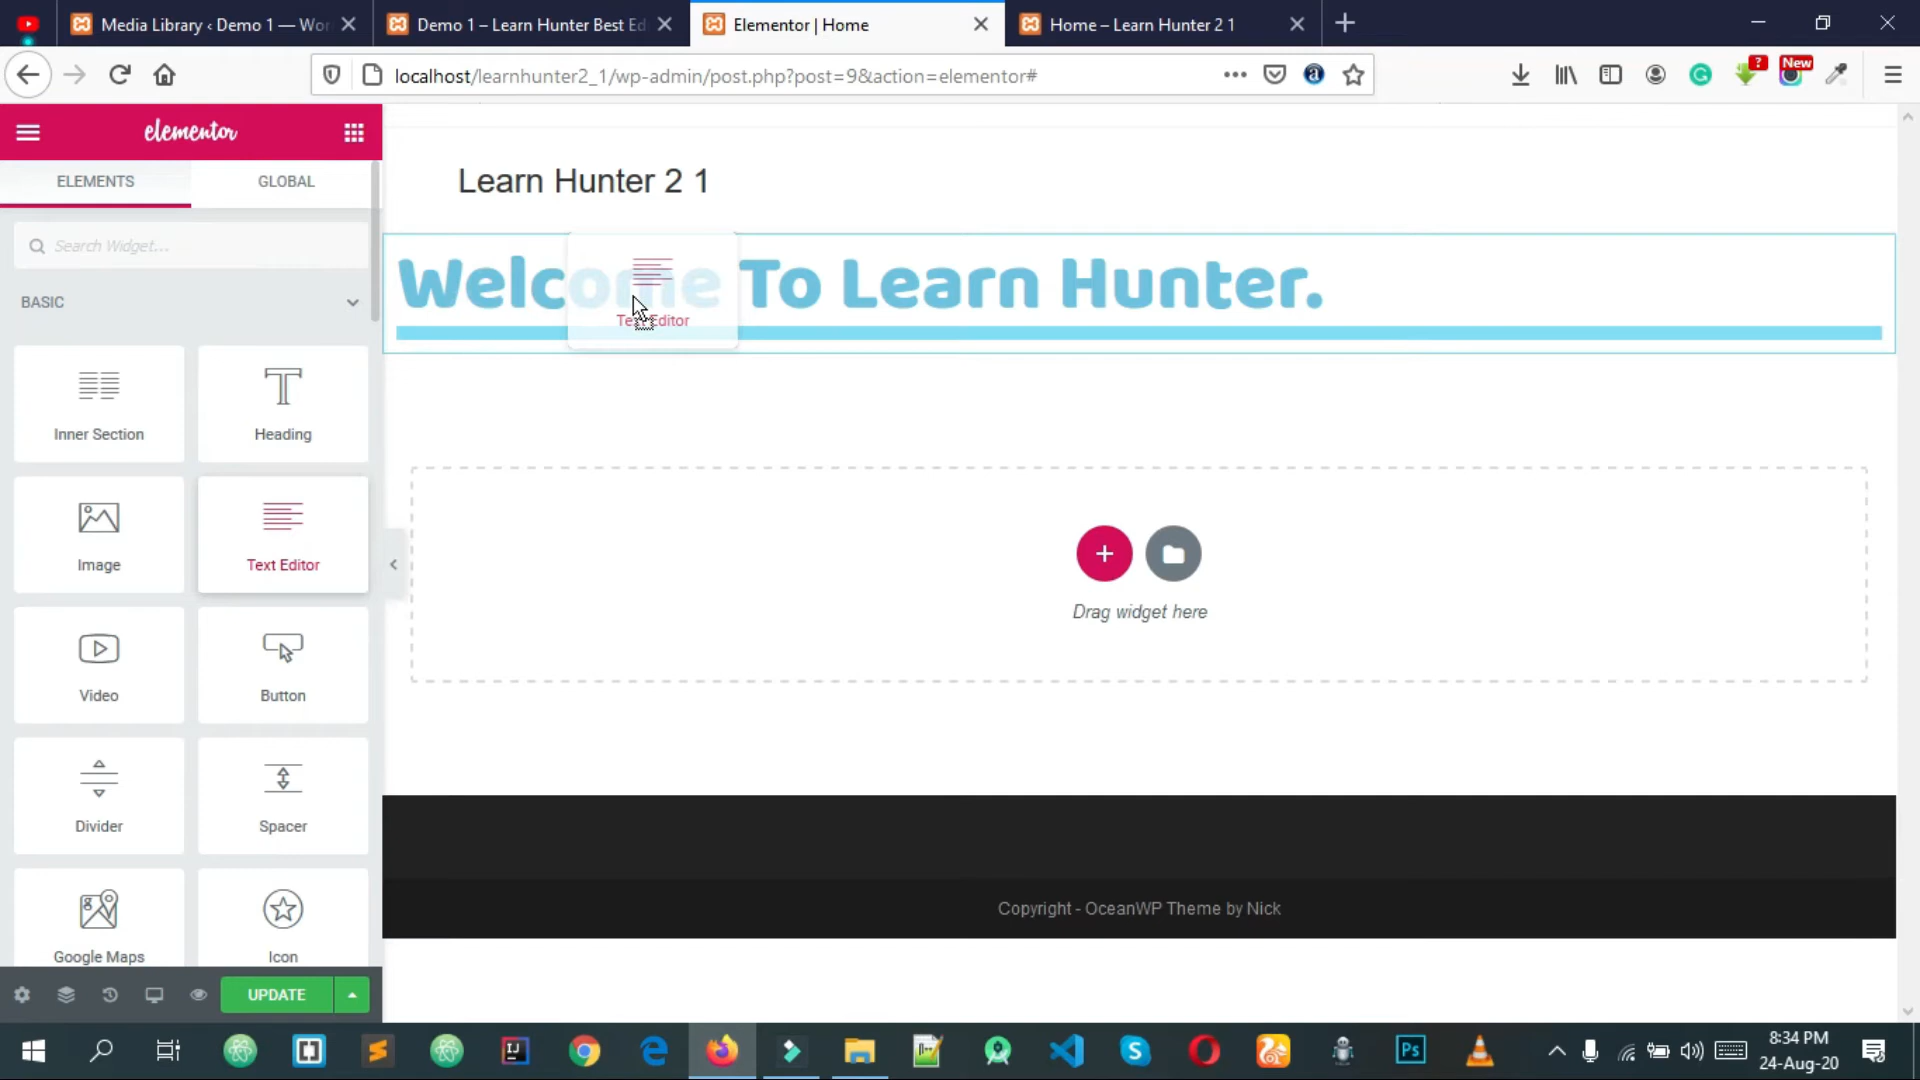 Media Library ‹ Demo 1 — Wor
Demo 1 – Learn Hunter Best Ed
Elementor | Home
Home – Learn Hunter 2 1
localhost/learnhunter2_1/wp-admin/post.php?post=9&action=elementor#
?
New
elementor
ELEMENTS
GLOBAL
Search Widget...
BASIC
Inner Section
Heading
Image
Text Editor
Video
Button
Divider
Spacer
Google Maps
Icon
UPDATE
Learn Hunter 2 1
Welcome To Learn Hunter.
Text Editor
Drag widget here
Copyright - OceanWP Theme by Nick
8:34 PM
24-Aug-20